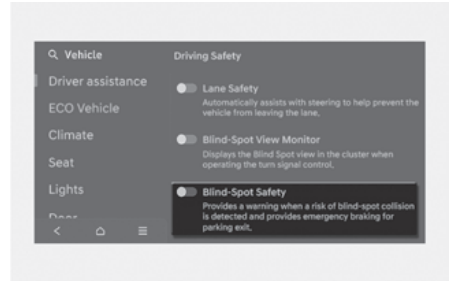 Vehicle
Driver assistance
ECO Vehicle
Climate
Seat
Lights
Door
Driving Safety
Lane Safety
Automatically assists with steering to help prevent the
vehicle from leaving the lane.
Blind-Spot View Monitor
Displays the Blind Spot view in the cluster when
operating the turn signal control.
Blind-Spot Safety
Provides a warning when a risk of blind-spot collision
is detected and provides emergency braking for
parking exit.